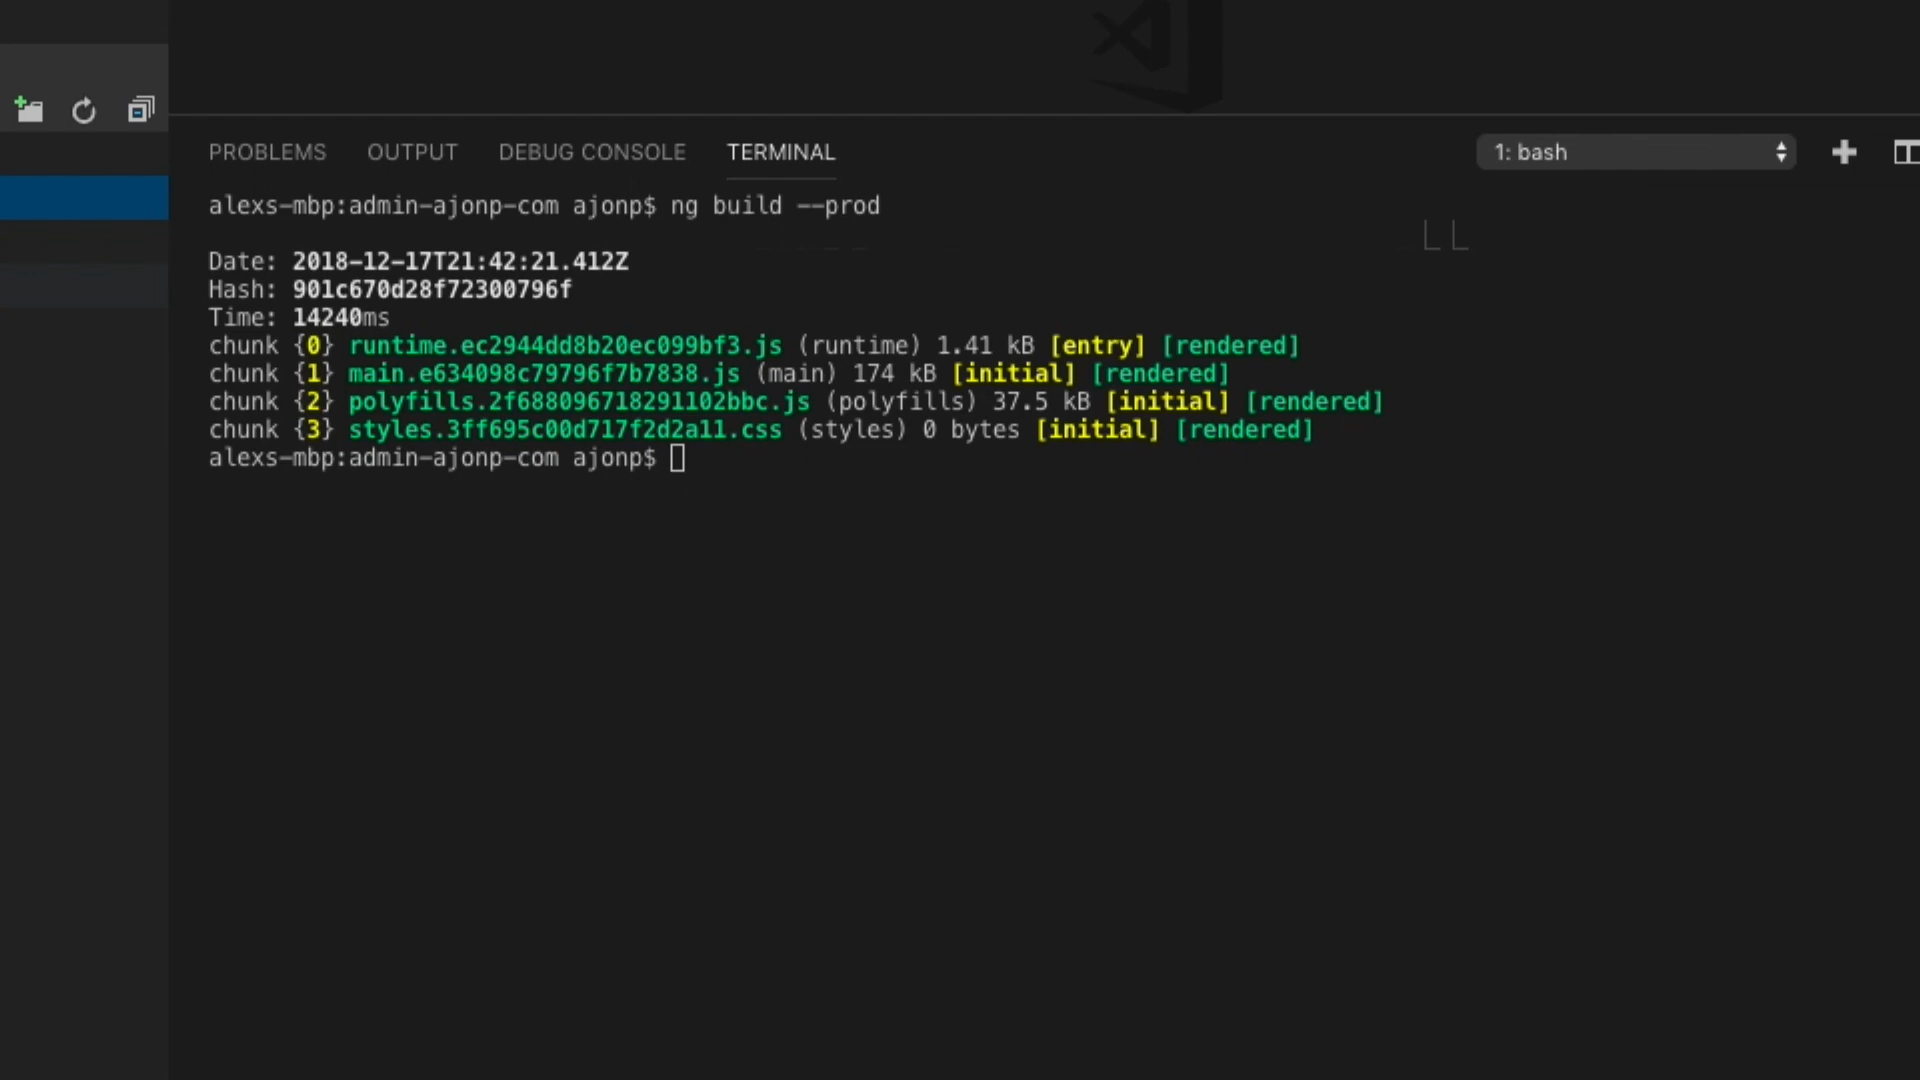 PROBLEMS OUTPUT DEBUG CONSOLE TERMINAL 1: bash
alexs-mbp:admin-ajonp-com ajonp$ ng build --prod
Date: 2018-12-17T21:42:21.412Z
Hash: 901c670d28f72300796f
Time: 14240ms
chunk {0} runtime.ec2944dd8b20ec099bf3.js (runtime) 1.41 kB [entry] [rendered]
chunk {1} main.e634098c79796f7b7838.js (main) 174 kB [initial] [rendered]
chunk {2} polyfills.2f6880967182911​02bbc.js (polyfills) 37.5 kB [initial] [rendered]
chunk {3} styles.3ff695c00d717f2d2a11.css (styles) 0 bytes [initial] [rendered]
alexs-mbp:admin-ajonp-com ajonp$